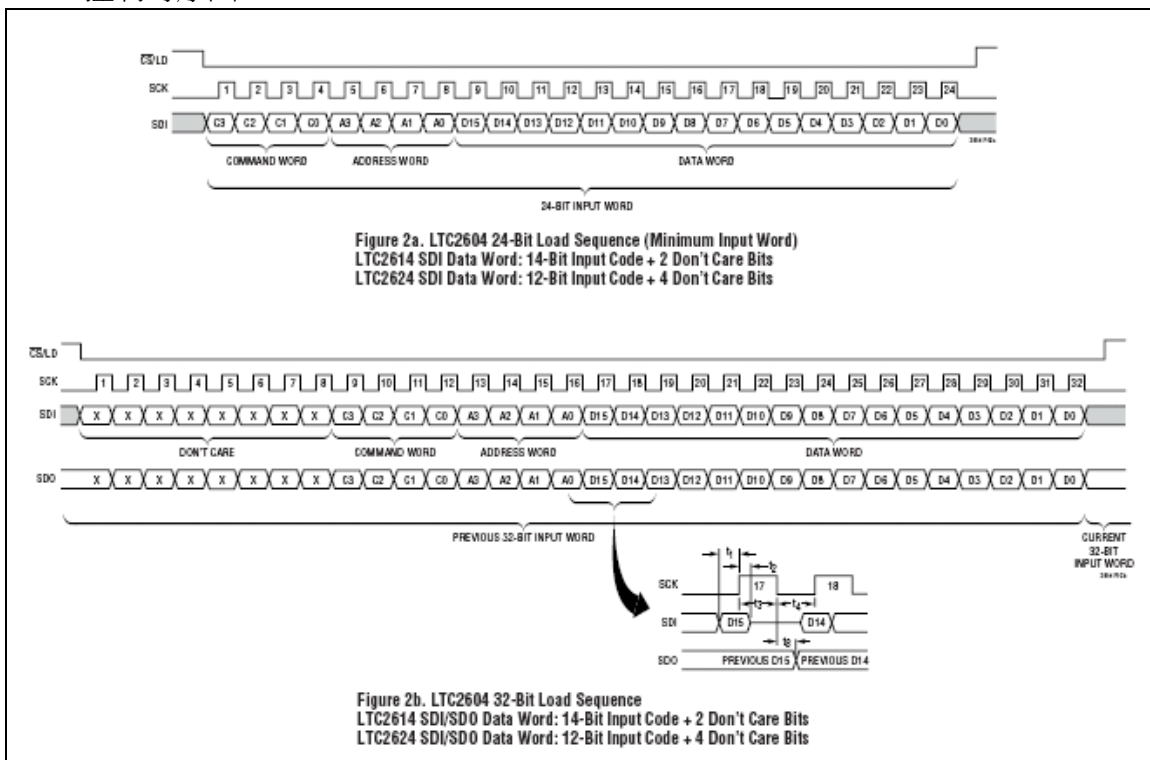 CS/LD
SCK 1 2 3 4 5 6 7 8 9 10 11 12 13 14 15 16 17 18 19 20 21 22 23 24
SDI C3 C2 C1 C0 A3 A2 A1 A0 D15 D14 D13 D12 D11 D10 D9 D8 D7 D6 D5 D4 D3 D2 D1 D0
COMMAND WORD ADDRESS WORD DATA WORD
24-BIT INPUT WORD
Figure 2a. LTC2604 24-Bit Load Sequence (Minimum Input Word)
LTC2614 SDI Data Word: 14-Bit Input Code + 2 Don't Care Bits
LTC2624 SDI Data Word: 12-Bit Input Code + 4 Don't Care Bits
CS/LD
SCK 1 2 3 4 5 6 7 8 9 10 11 12 13 14 15 16 17 18 19 20 21 22 23 24 25 26 27 28 29 30 31 32
SDI X X X X X X X X C3 C2 C1 C0 A3 A2 A1 A0 D15 D14 D13 D12 D11 D10 D9 D8 D7 D6 D5 D4 D3 D2 D1 D0
DON'T CARE COMMAND WORD ADDRESS WORD DATA WORD
SDO X X X X X X X X C3 C2 C1 C0 A3 A2 A1 A0 D15 D14 D13 D12 D11 D10 D9 D8 D7 D6 D5 D4 D3 D2 D1 D0
PREVIOUS 32-BIT INPUT WORD
CURRENT
32-BIT
INPUT WORD
t1
t2
SCK 17 18
t3 t4
SDI D15 D14
t8
SDO PREVIOUS D15 PREVIOUS D14
Figure 2b. LTC2604 32-Bit Load Sequence
LTC2614 SDI/SDO Data Word: 14-Bit Input Code + 2 Don't Care Bits
LTC2624 SDI/SDO Data Word: 12-Bit Input Code + 4 Don't Care Bits